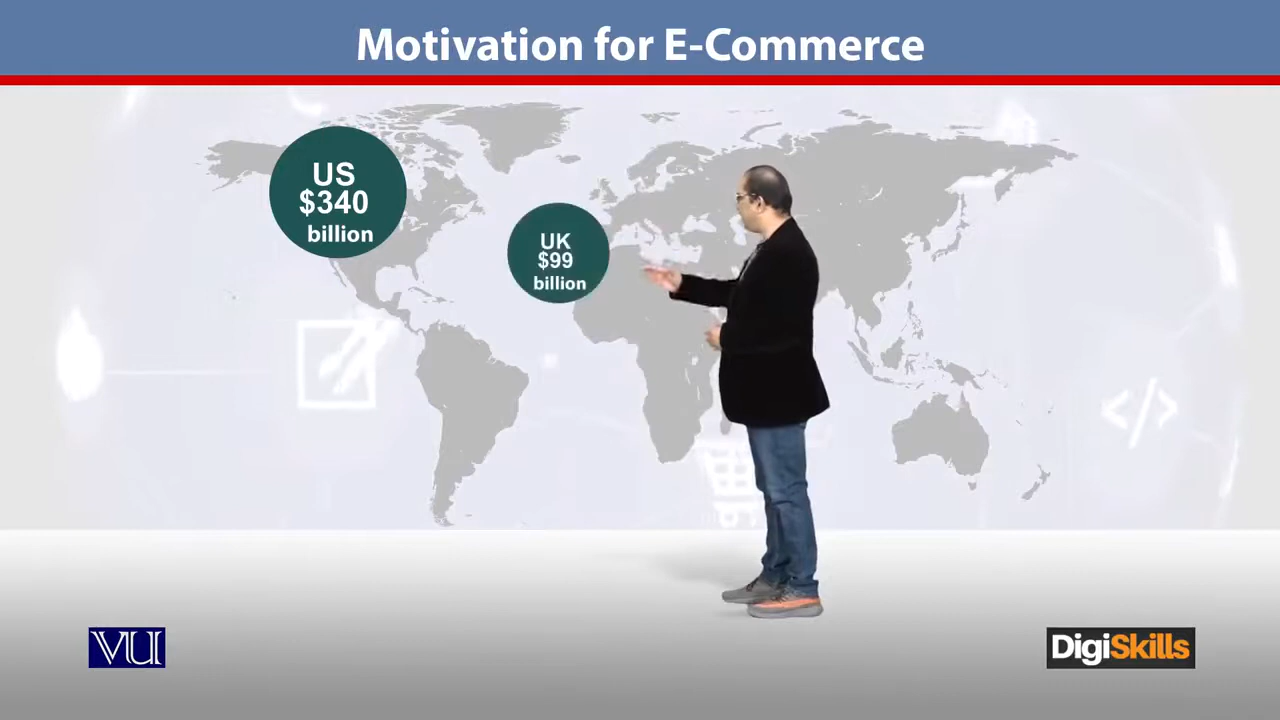 Motivation for E-Commerce
US
$340
billion
UK
$99
billion
</>
VU
DigiSkills